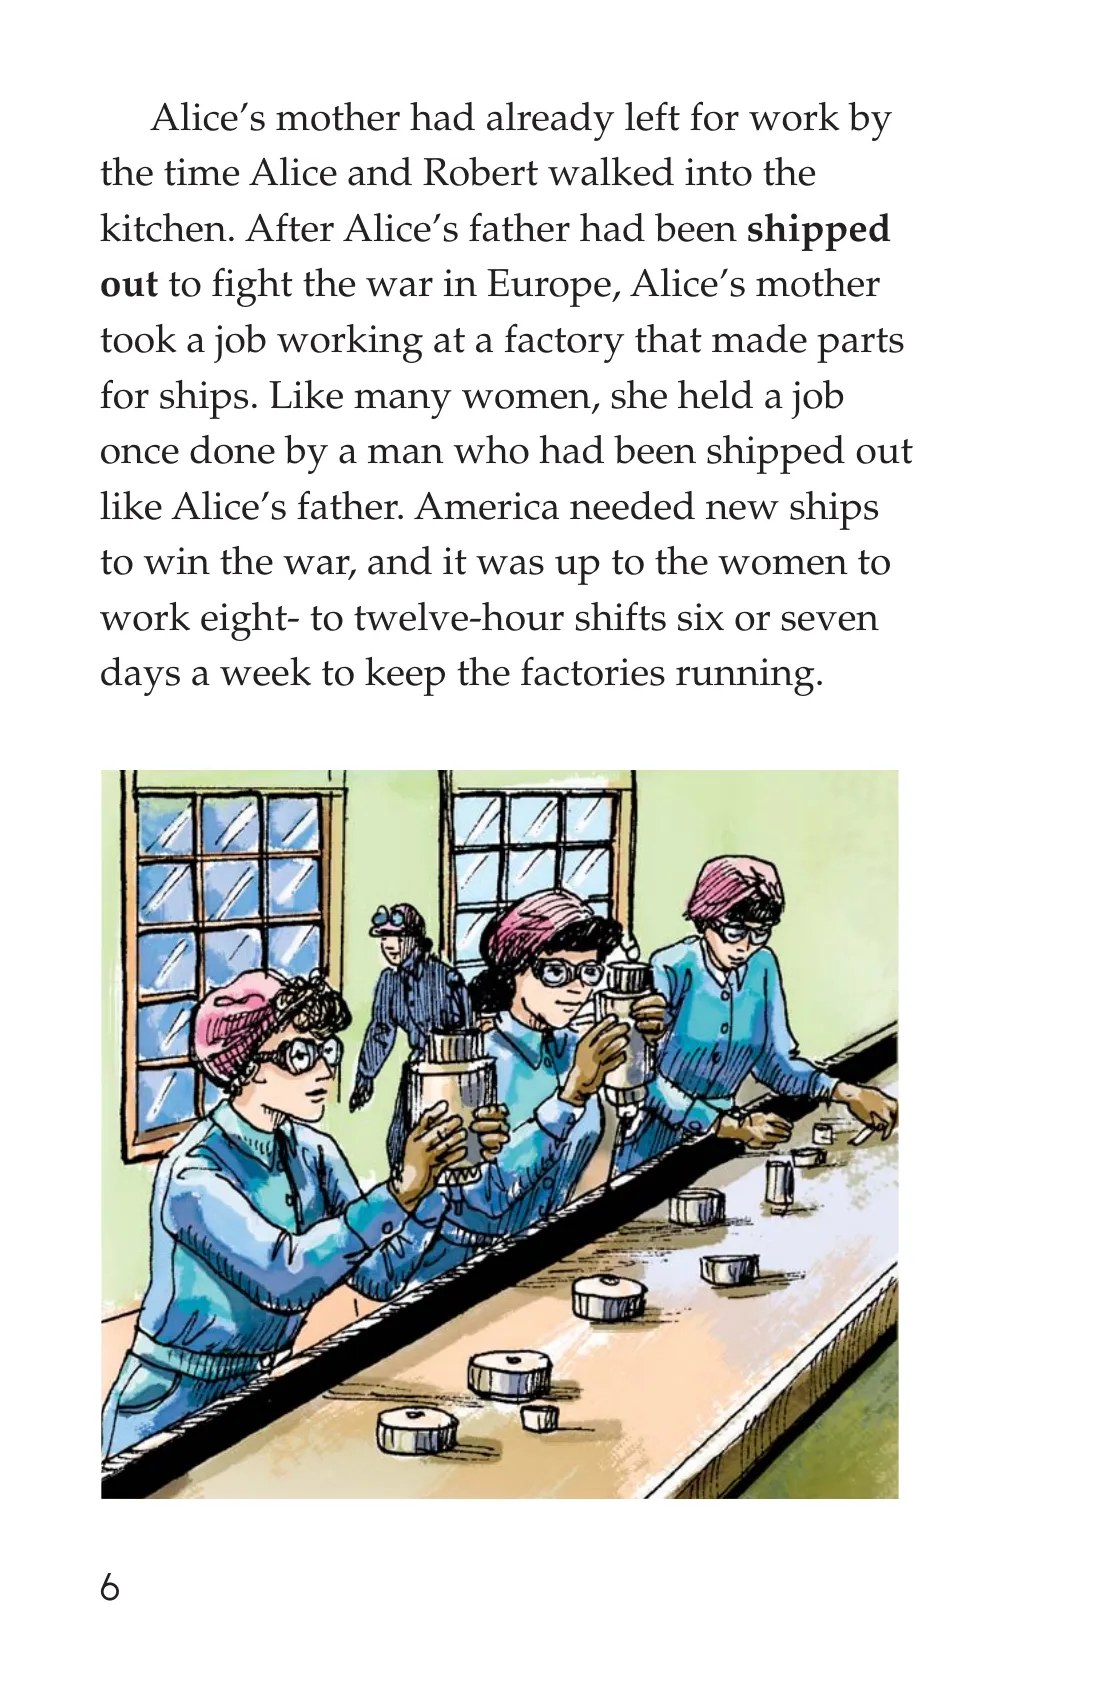 Alice’s mother had already left for work by
the time Alice and Robert walked into the
kitchen. After Alice’s father had been shipped
out to fight the war in Europe, Alice’s mother
took a job working at a factory that made parts
for ships. Like many women, she held a job
once done by a man who had been shipped out
like Alice’s father. America needed new ships
to win the war, and it was up to the women to
work eight- to twelve-hour shifts six or seven
days a week to keep the factories running.
6